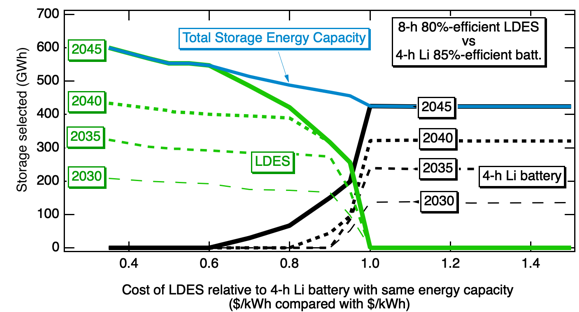 700
600
500
400
300
200
100
0
Storage selected (GWh)
2045
2040
2035
2030
Total Storage Energy Capacity
LDES
8-h 80%-efficient LDES
vs
4-h Li 85%-efficient batt.
2045
2040
2035
4-h Li battery
2030
0.4 0.6 0.8 1.0 1.2 1.4
Cost of LDES relative to 4-h Li battery with same energy capacity
($/kWh compared with $/kWh)